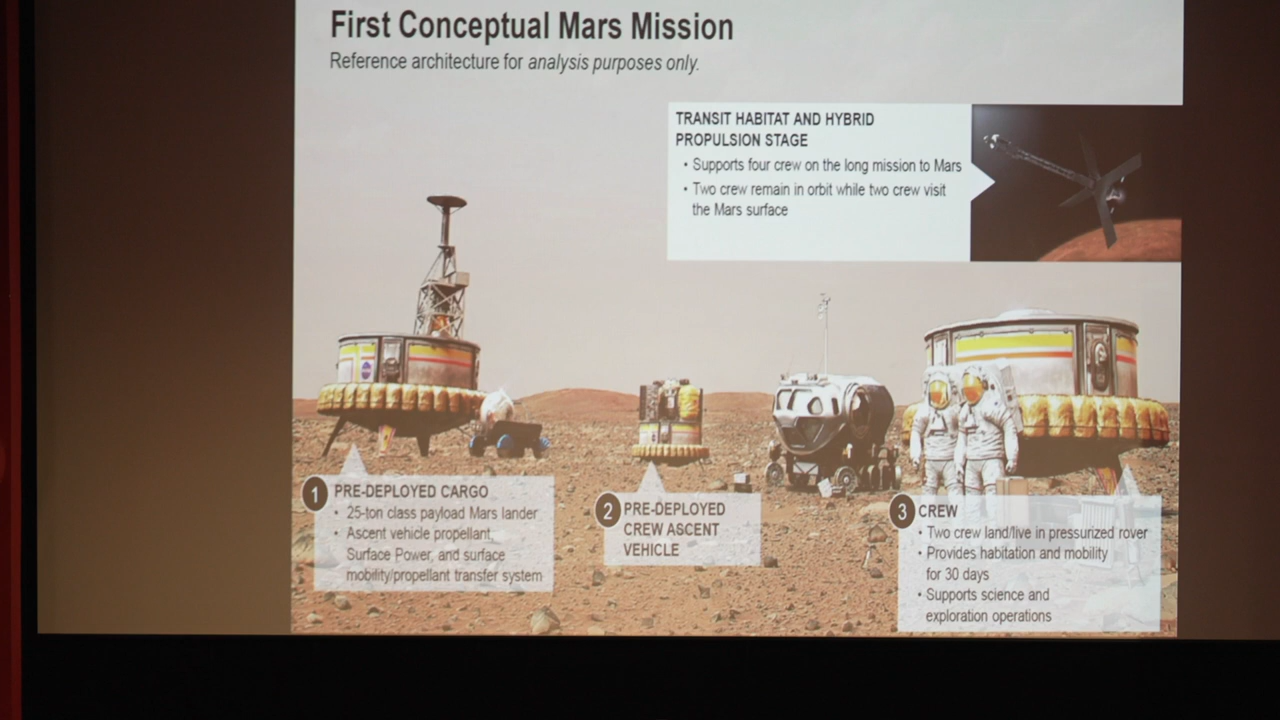 First Conceptual Mars Mission
Reference architecture for analysis purposes only.
TRANSIT HABITAT AND HYBRID
PROPULSION STAGE
• Supports four crew on the long mission to Mars
• Two crew remain in orbit while two crew visit
the Mars surface
1 PRE-DEPLOYED CARGO
• 25-ton class payload Mars lander
• Ascent vehicle propellant
Surface Power, and surface
mobility/propellant transfer system
2 PRE-DEPLOYED
CREW ASCENT
VEHICLE
3 CREW
• Two crew land/live in pressurized rover
• Provides habitation and mobility
for 30 days
• Supports science and
exploration operations